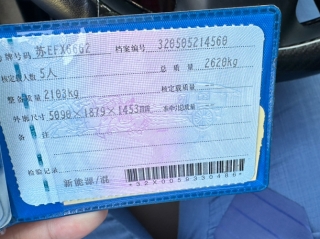 号牌号码 苏EFX6662 档案编号 320505214560
核定载人数 5人 总质量 2620kg
整备质量 2103kg 核定载质量
外廓尺寸 5090×1879×1453mm 准牵引总质量
备注
检验记录
新能源/混